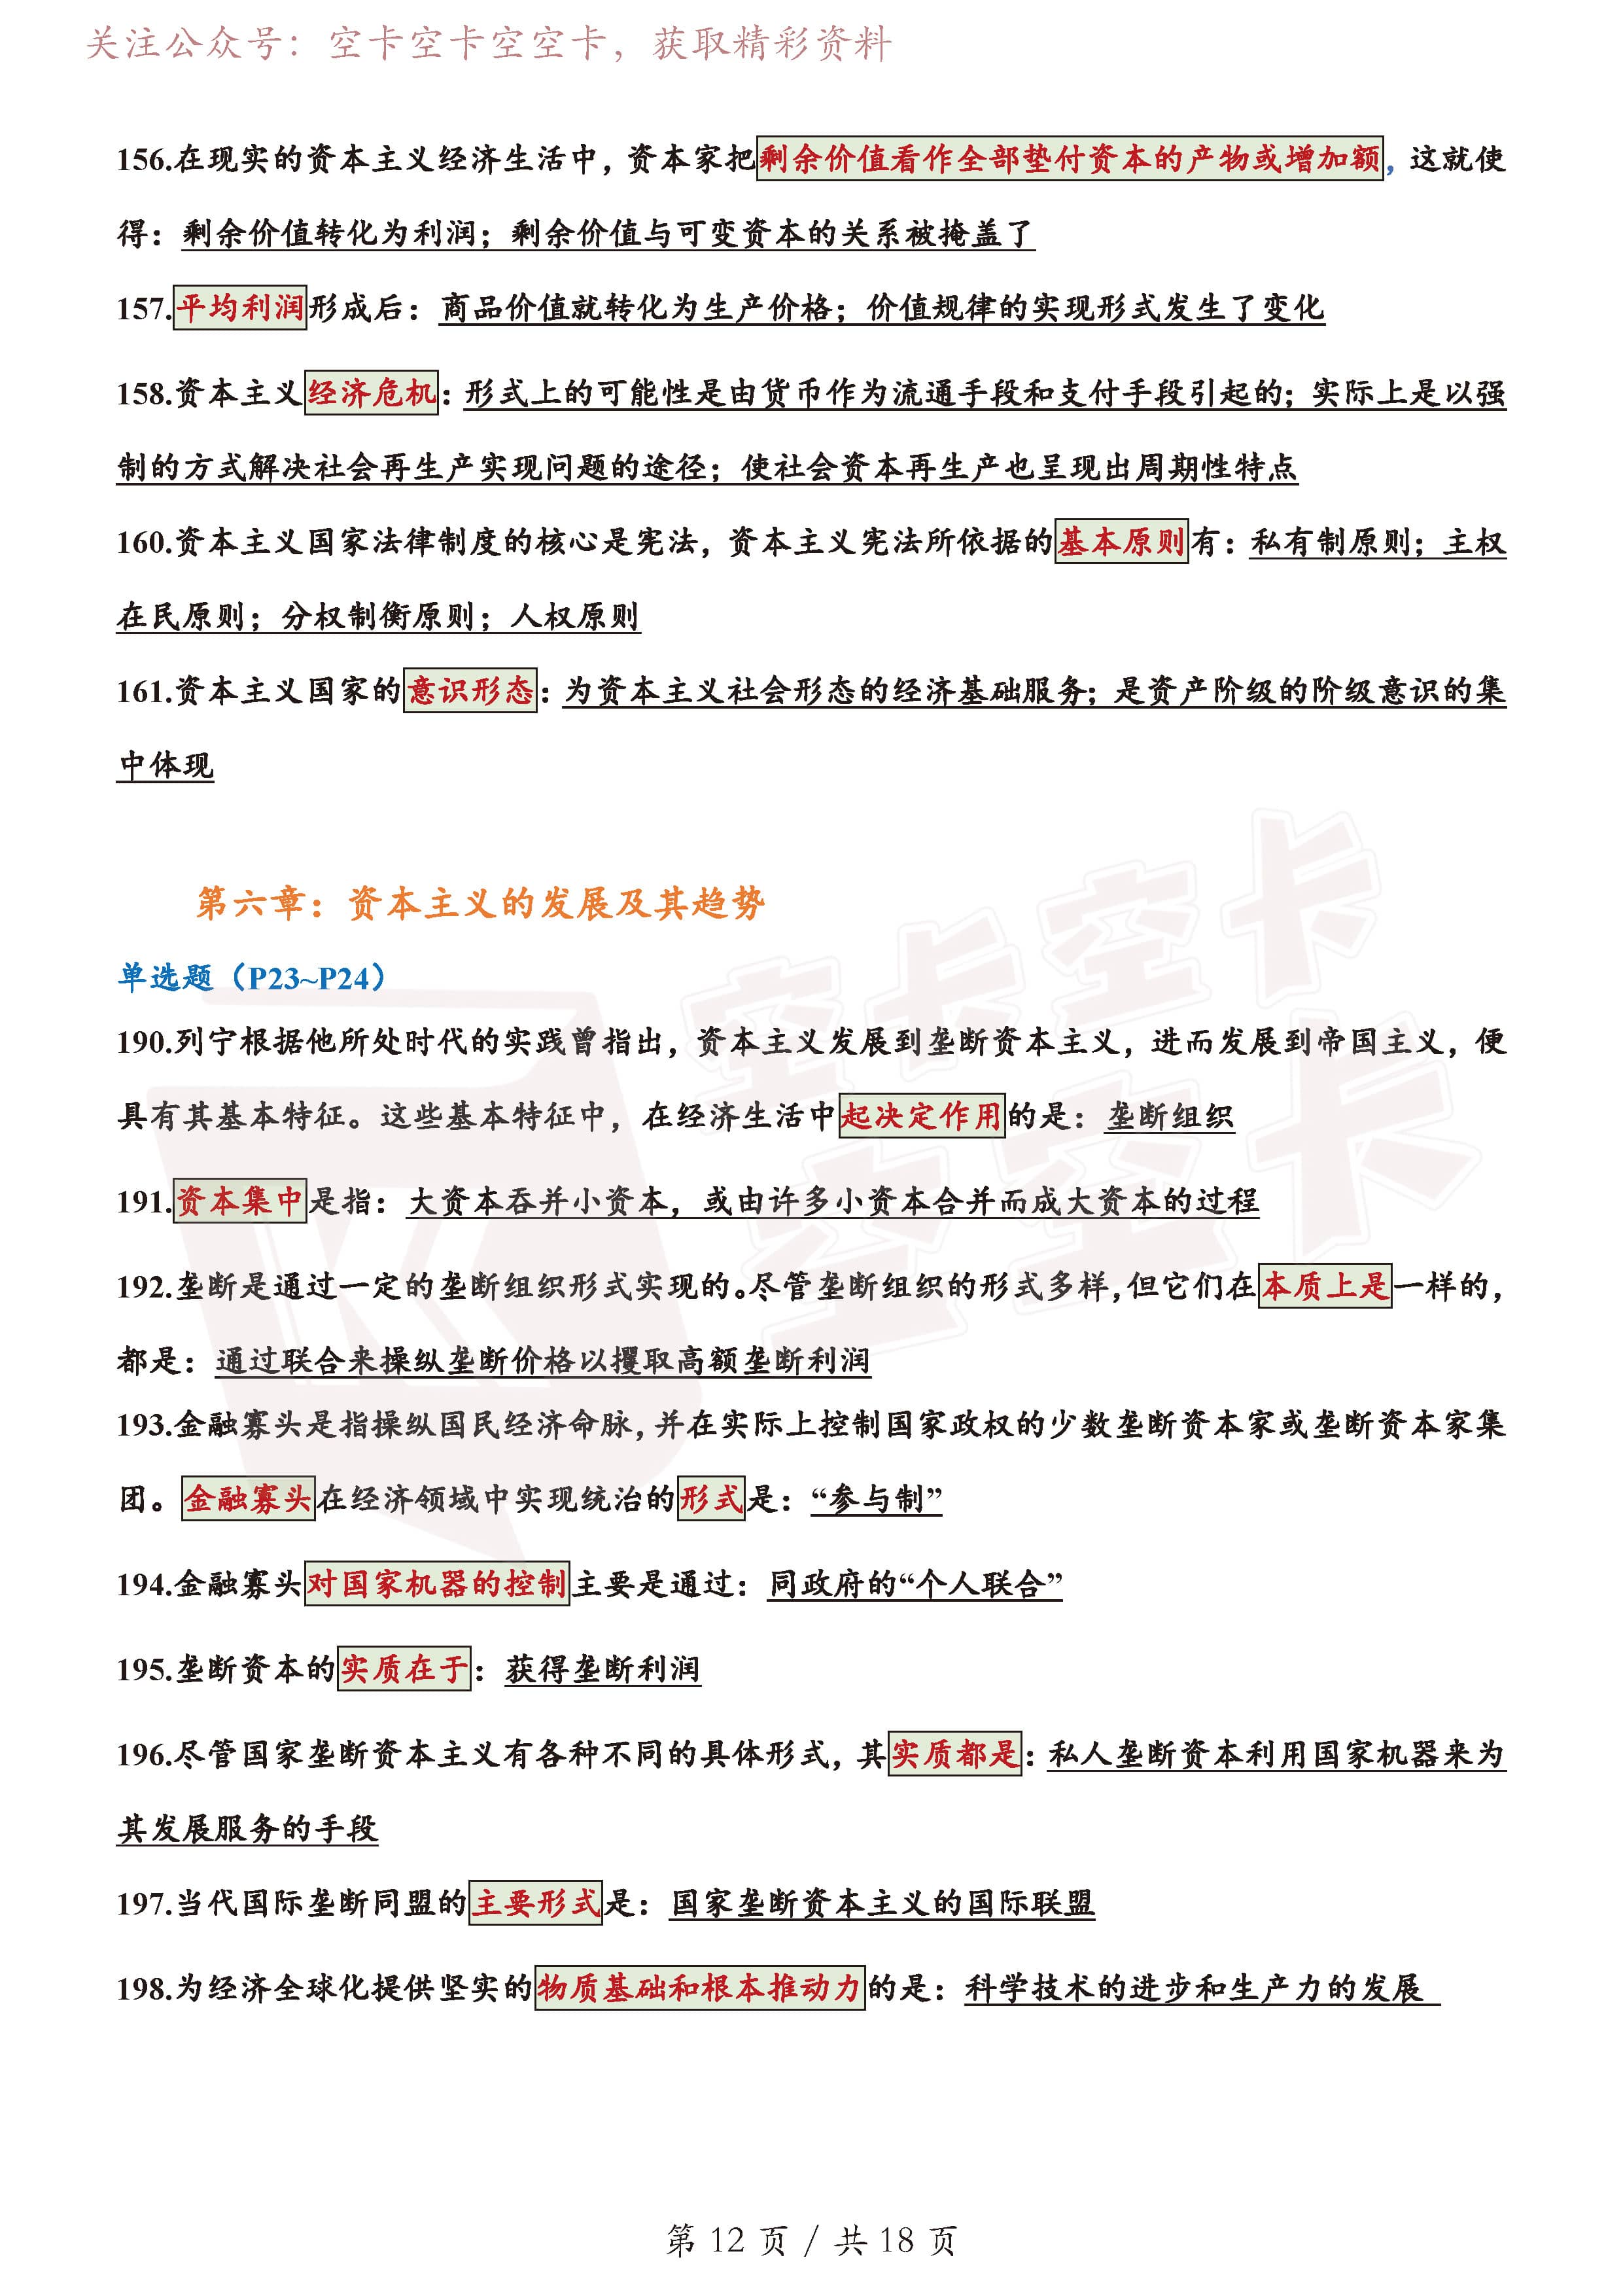 关注公众号：空卡空卡空空卡，获取精彩资料
156.在现实的资本主义经济生活中，资本家把剩余价值看作全部垫付资本的产物或增加额，这就使
得：剩余价值转化为利润；剩余价值与可变资本的关系被掩盖了
157.平均利润形成后：商品价值就转化为生产价格；价值规律的实现形式发生了变化
158.资本主义经济危机：形式上的可能性是由货币作为流通手段和支付手段引起的；实际上是以强
制的方式解决社会再生产实现问题的途径；使社会资本再生产也呈现出周期性特点
160.资本主义国家法律制度的核心是宪法，资本主义宪法所依据的基本原则有：私有制原则；主权
在民原则；分权制衡原则；人权原则
161.资本主义国家的意识形态：为资本主义社会形态的经济基础服务；是资产阶级的阶级意识的集
中体现
第六章：资本主义的发展及其趋势
单选题（P23~P24）
190.列宁根据他所处时代的实践曾指出，资本主义发展到垄断资本主义，进而发展到帝国主义，便
具有其基本特征。这些基本特征中，在经济生活中起决定作用的是：垄断组织
191.资本集中是指：大资本吞并小资本，或由许多小资本合并而成大资本的过程
192.垄断是通过一定的垄断组织形式实现的。尽管垄断组织的形式多样，但它们在本质上是一样的，
都是：通过联合来操纵垄断价格以攫取高额垄断利润
193.金融寡头是指操纵国民经济命脉，并在实际上控制国家政权的少数垄断资本家或垄断资本家集
团。金融寡头在经济领域中实现统治的形式是：“参与制”
194.金融寡头对国家机器的控制主要是通过：同政府的“个人联合”
195.垄断资本的实质在于：获得垄断利润
196.尽管国家垄断资本主义有各种不同的具体形式，其实质都是：私人垄断资本利用国家机器来为
其发展服务的手段
197.当代国际垄断同盟的主要形式是：国家垄断资本主义的国际联盟
198.为经济全球化提供坚实的物质基础和根本推动力的是：科学技术的进步和生产力的发展
空卡空卡
空空卡
第 12 页 / 共 18 页